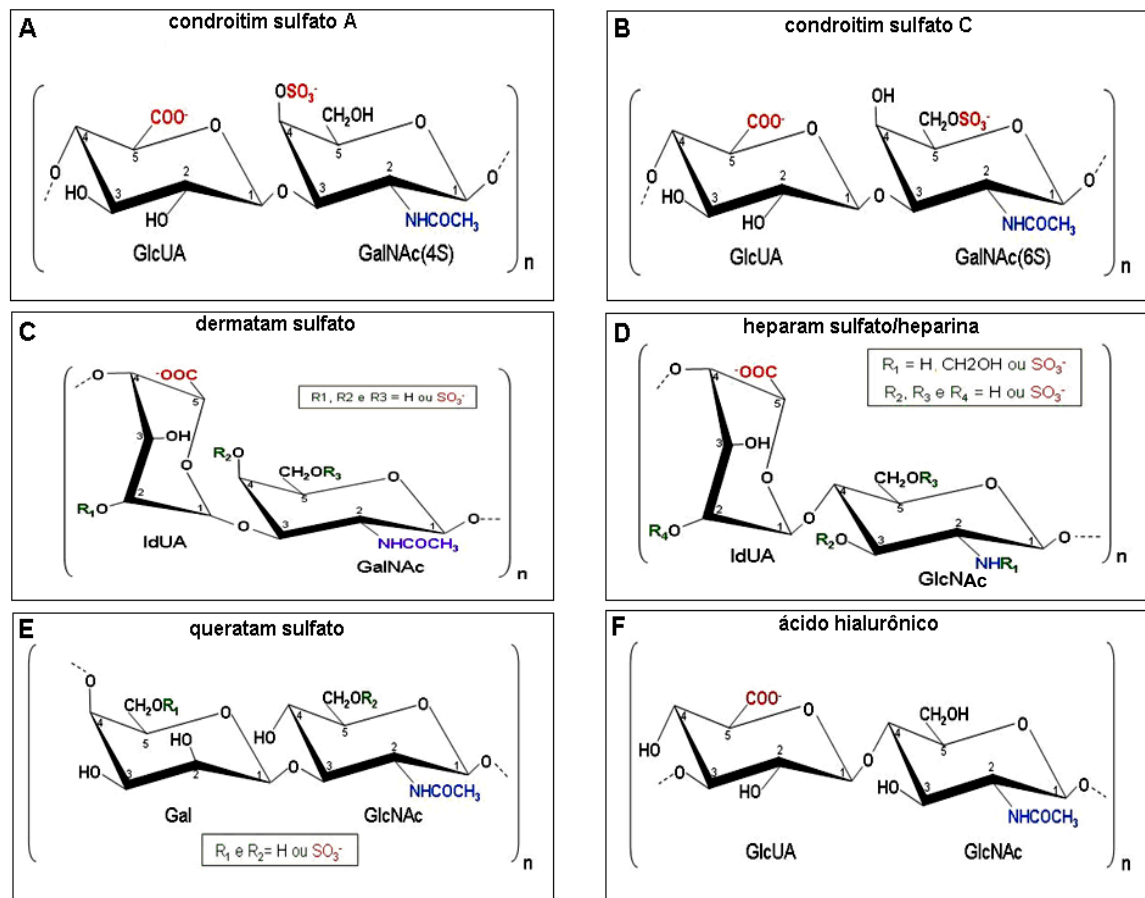 A
condroitim sulfato A
OSO₃⁻
COO⁻
CH₂OH
O
4
O
4
5
5
2
2
O
HO
3
1
O
3
1
O
HO
NHCOCH₃
GlcUA
GalNAc(4S)
n
B
condroitim sulfato C
OH
COO⁻
CH₂OSO₃⁻
O
4
O
4
5
5
2
2
O
HO
3
1
O
3
1
O
HO
NHCOCH₃
GlcUA
GalNAc(6S)
n
C
dermatam sulfato
O
4
⁻OOC
5
R1, R2 e R3 = H ou SO₃⁻
3
OH
R₂O
O
CH₂OR₃
O
4
5
2
R₁O
1
O
3
2
1
O
NHCOCH₃
IdUA
GalNAc
n
D
heparam sulfato/heparina
R₁ = H, CH2OH ou SO₃⁻
R₂, R₃ e R₄ = H ou SO₃⁻
O
4
⁻OOC
5
3
OH
O
CH₂OR₃
O
4
5
2
R₄O
1
O
R₂O
3
2
1
O
NHR₁
IdUA
GlcNAc
n
E
queratam sulfato
O
CH₂OR₁
O
CH₂OR₂
O
4
5
HO
HO
4
5
HO
3
2
1
O
3
2
1
O
NHCOCH₃
Gal
GlcNAc
R₁ e R₂= H ou SO₃⁻
n
F
ácido hialurônico
COO⁻
CH₂OH
O
4
5
O
4
5
HO
O
3
2
1
O
HO
3
2
1
O
HO
NHCOCH₃
GlcUA
GlcNAc
n